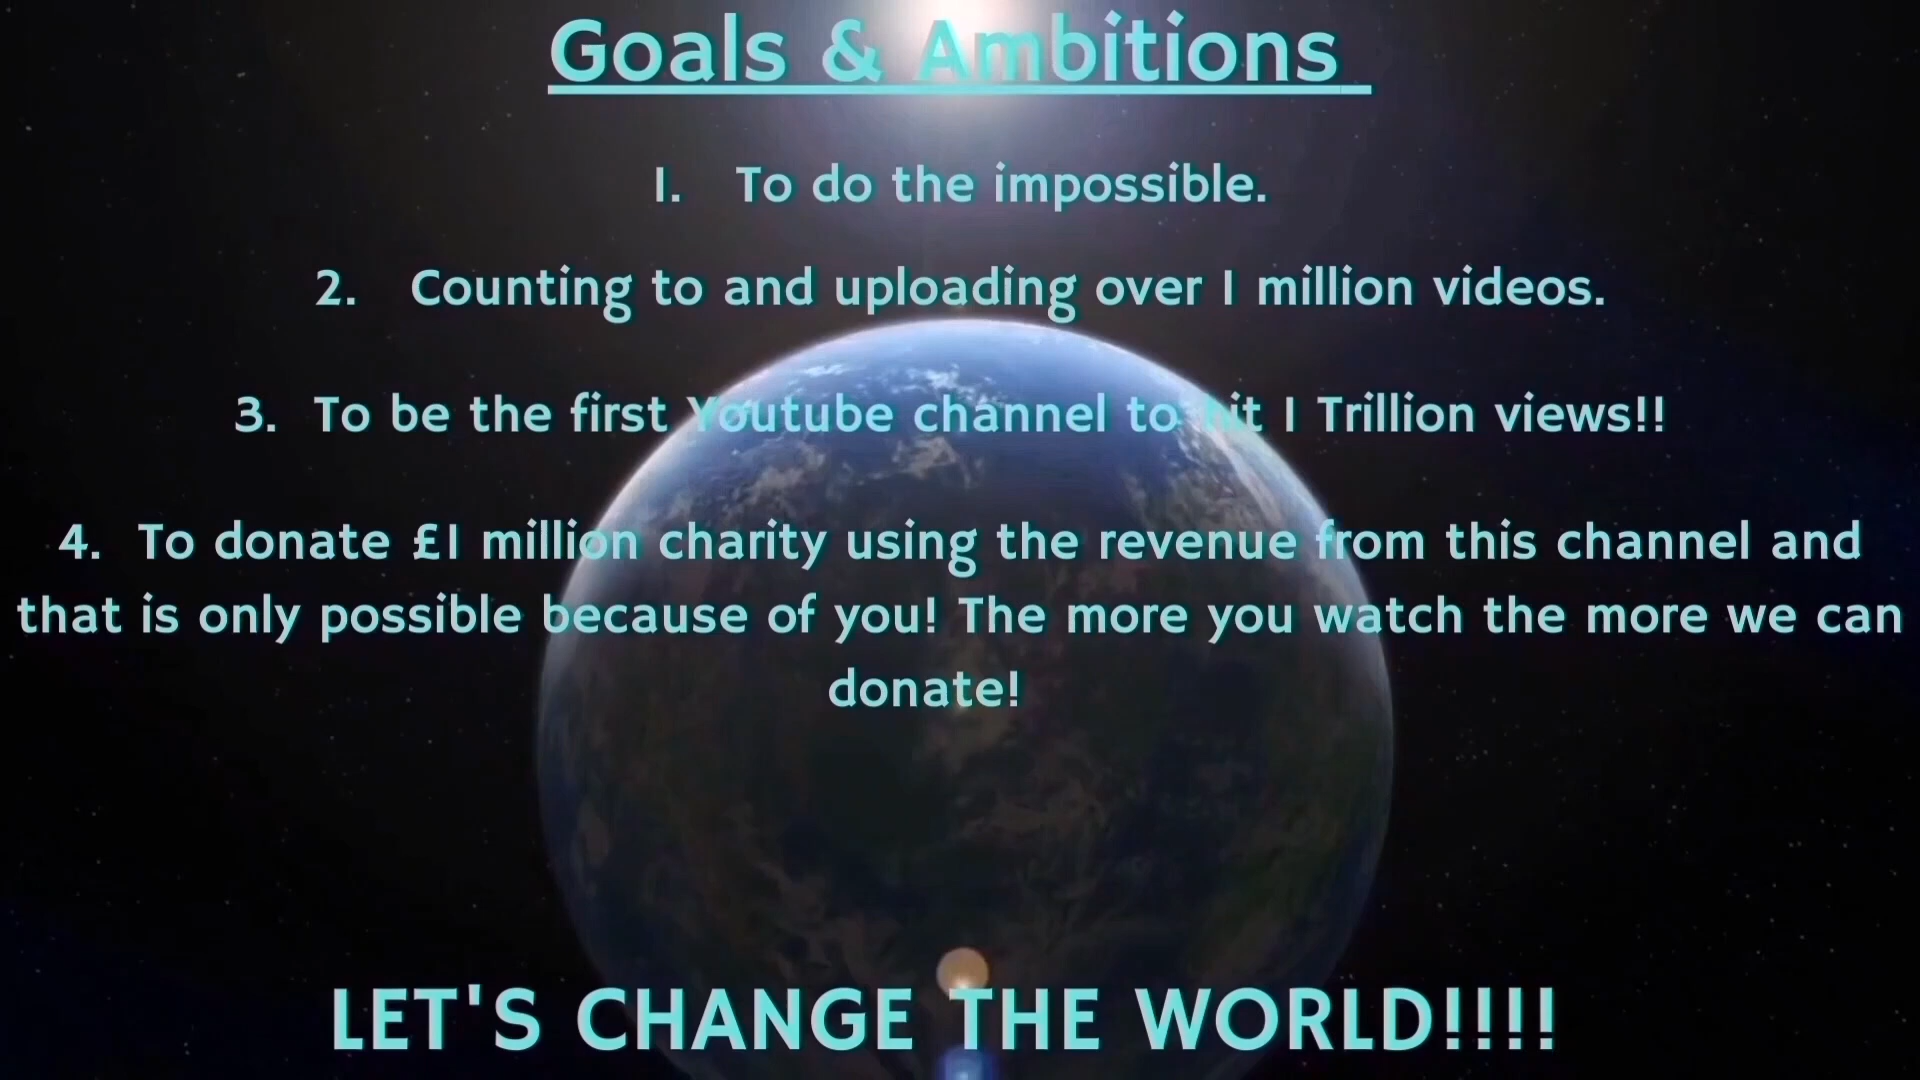 Goals & Ambitions
1. To do the impossible.
2. Counting to and uploading over 1 million videos.
3. To be the first Youtube channel to hit 1 Trillion views!!
4. To donate £1 million charity using the revenue from this channel and
that is only possible because of you! The more you watch the more we can
donate!
LET'S CHANGE THE WORLD!!!!